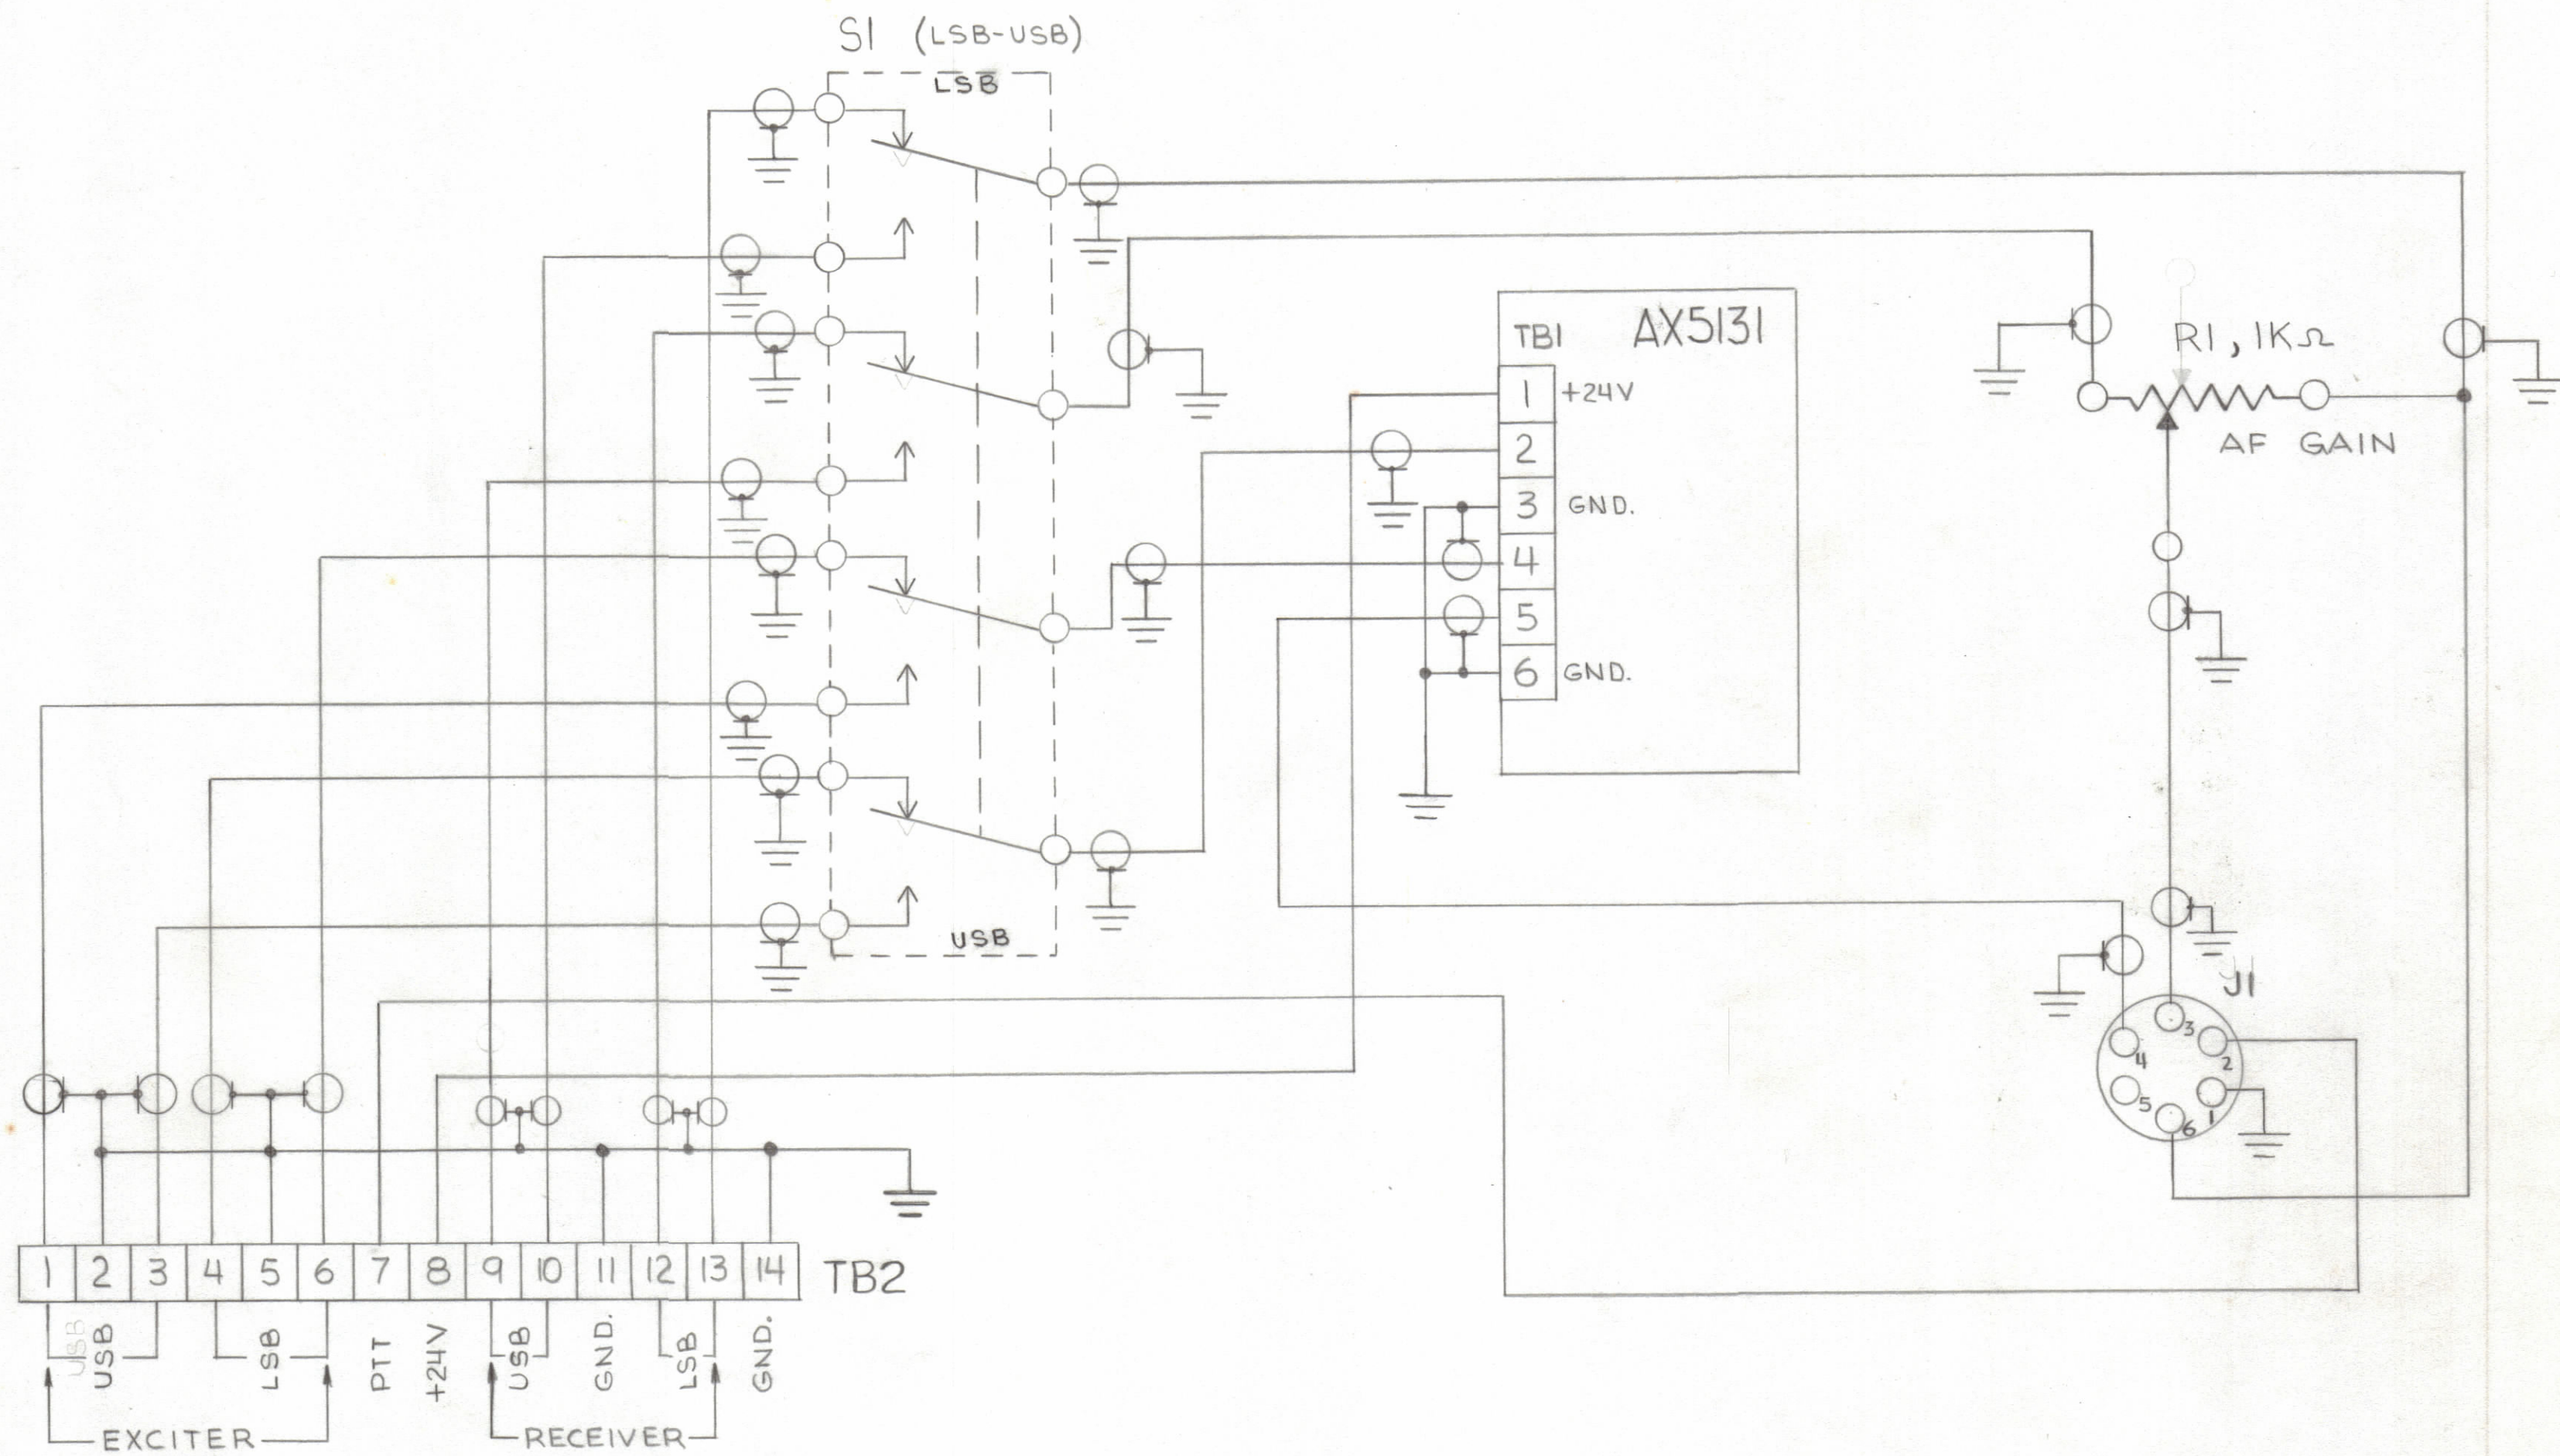 S1 (LSB-USB)
LSB
TB1 AX5131
1 +24V
2
3 GND.
4
5
6 GND.
R1, 1KΩ
AF GAIN
USB
J1
3
4 2
5 1
6
1 2 3 4 5 6 7 8 9 10 11 12 13 14 TB2
USB
USB LSB PTT +24V USB GND. LSB GND.
EXCITER RECEIVER